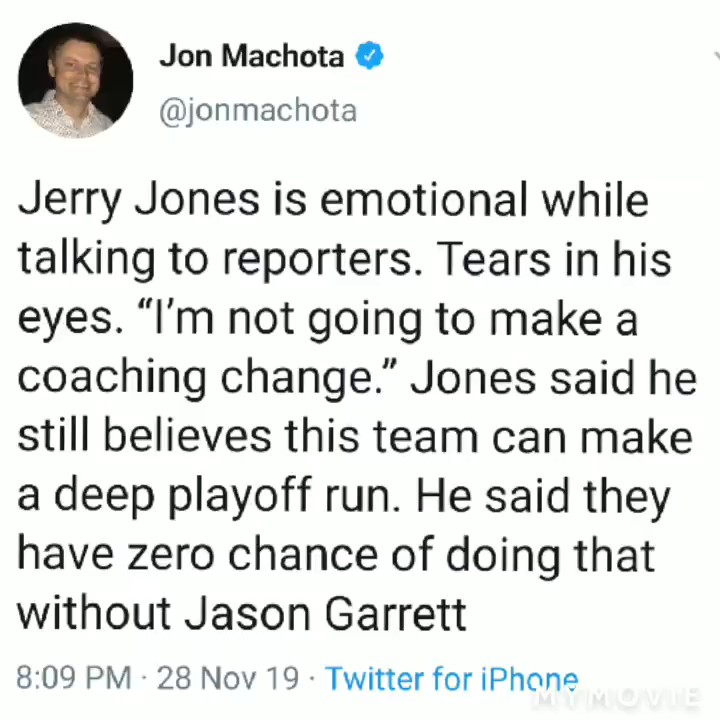 Jon Machota
@jonmachota
Jerry Jones is emotional while
talking to reporters. Tears in his
eyes. “I’m not going to make a
coaching change.” Jones said he
still believes this team can make
a deep playoff run. He said they
have zero chance of doing that
without Jason Garrett
8:09 PM · 28 Nov 19 · Twitter for iPhone
MYMOVIE